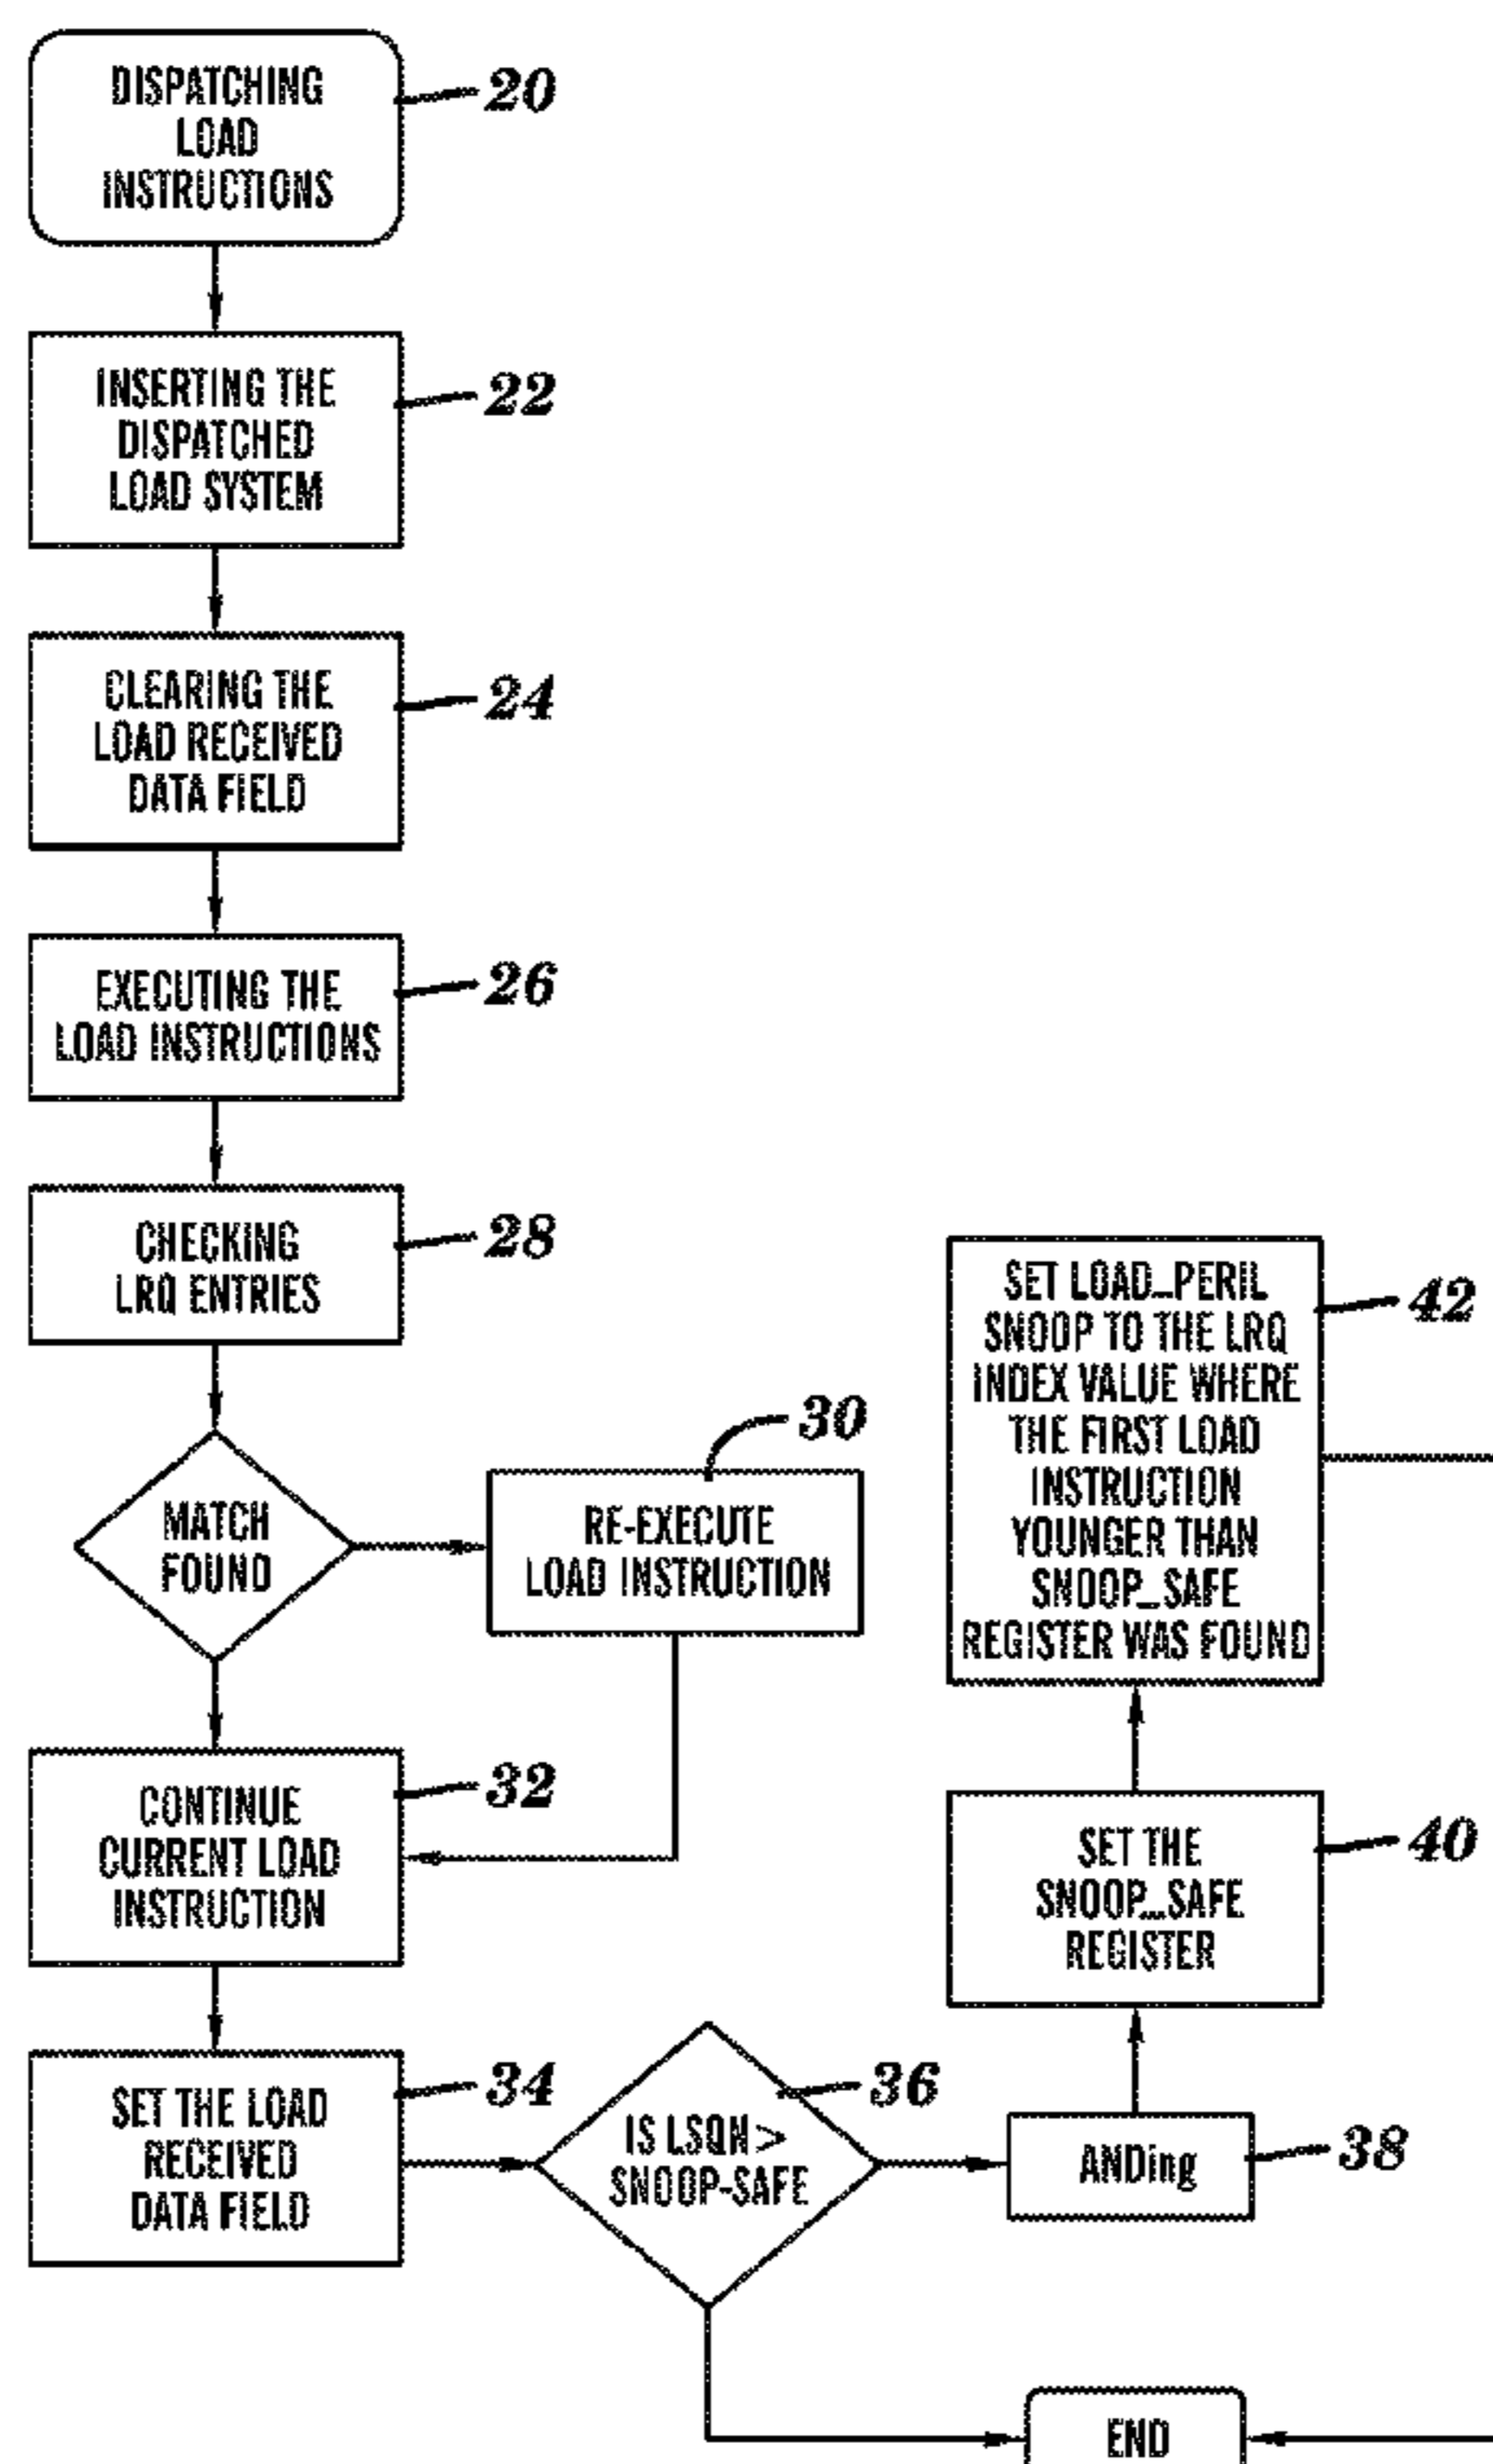 DISPATCHING
LOAD
INSTRUCTIONS
20
INSERTING THE
DISPATCHED
LOAD SYSTEM
22
CLEARING THE
LOAD RECEIVED
DATA FIELD
24
EXECUTING THE
LOAD INSTRUCTIONS
26
CHECKING
LRQ ENTRIES
28
MATCH
FOUND
30
RE-EXECUTE
LOAD INSTRUCTION
CONTINUE
CURRENT LOAD
INSTRUCTION
32
SET THE LOAD
RECEIVED
DATA FIELD
34
IS LSQN >
SNOOP-SAFE
36
ANDing
38
SET THE
SNOOP_SAFE
REGISTER
40
SET LOAD_PERIL
SNOOP TO THE LRQ
INDEX VALUE WHERE
THE FIRST LOAD
INSTRUCTION
YOUNGER THAN
SNOOP_SAFE
REGISTER WAS FOUND
42
END